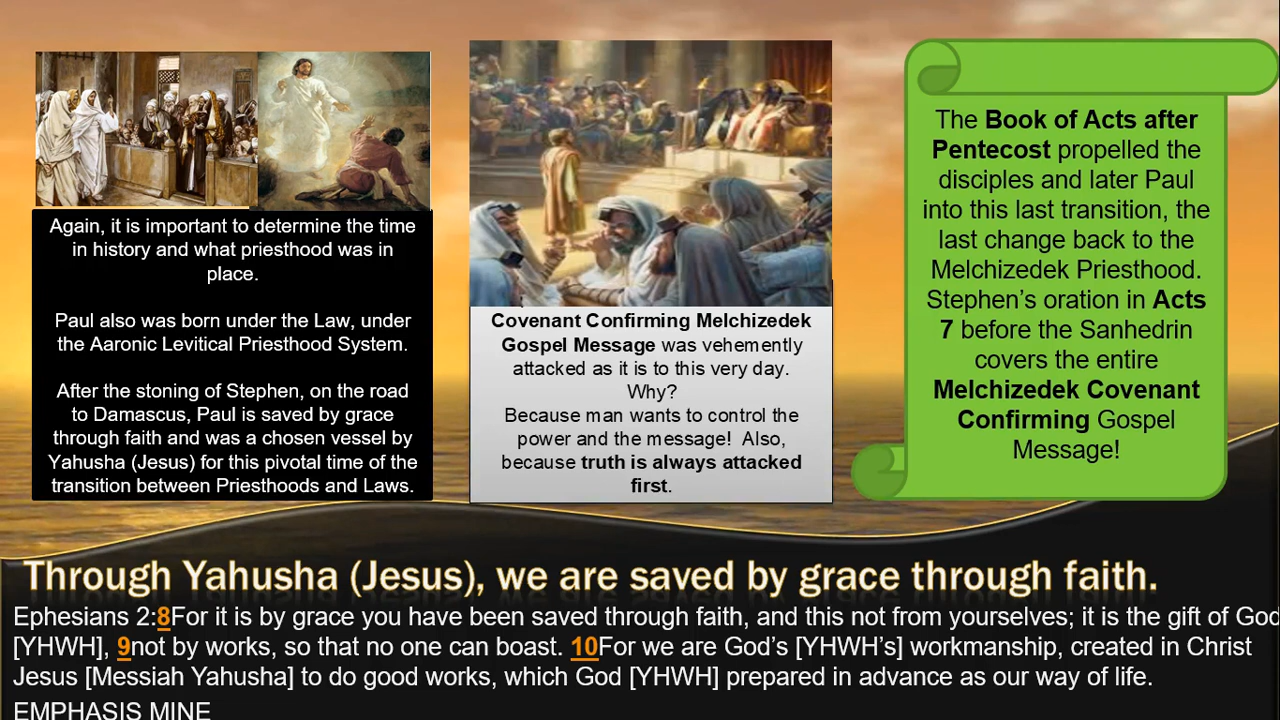 Again, it is important to determine the time
in history and what priesthood was in
place.
Paul also was born under the Law, under
the Aaronic Levitical Priesthood System.
After the stoning of Stephen, on the road
to Damascus, Paul is saved by grace
through faith and was a chosen vessel by
Yahusha (Jesus) for this pivotal time of the
transition between Priesthoods and Laws.
Covenant Confirming Melchizedek
Gospel Message was vehemently
attacked as it is to this very day.
Why?
Because man wants to control the
power and the message!  Also,
because truth is always attacked
first.
The Book of Acts after
Pentecost propelled the
disciples and later Paul
into this last transition, the
last change back to the
Melchizedek Priesthood.
Stephen’s oration in Acts
7 before the Sanhedrin
covers the entire
Melchizedek Covenant
Confirming Gospel
Message!
Through Yahusha (Jesus), we are saved by grace through faith.
Ephesians 2:8For it is by grace you have been saved through faith, and this not from yourselves; it is the gift of God
[YHWH], 9not by works, so that no one can boast. 10For we are God’s [YHWH’s] workmanship, created in Christ
Jesus [Messiah Yahusha] to do good works, which God [YHWH] prepared in advance as our way of life.
EMPHASIS MINE